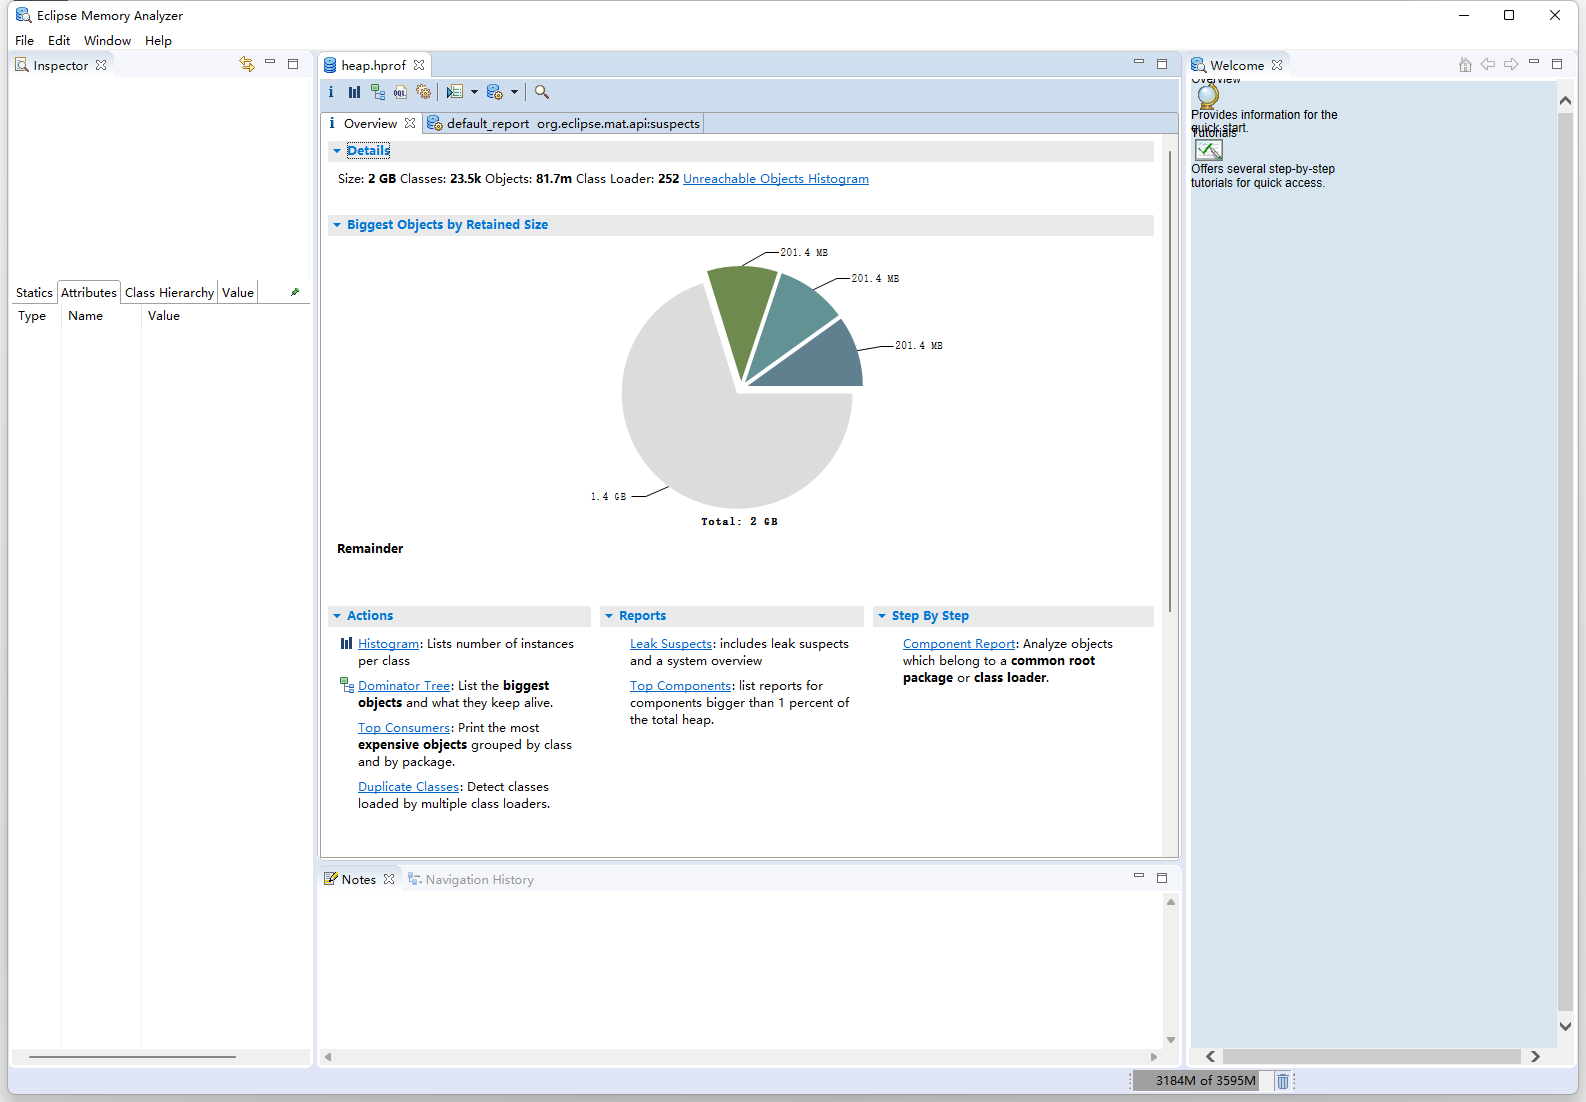 Eclipse Memory Analyzer
File Edit Window Help
Inspector
Statics Attributes Class Hierarchy Value
Type Name Value
heap.hprof
i
OQL
i Overview default_report org.eclipse.mat.api:suspects
Details
Size: 2 GB Classes: 23.5k Objects: 81.7m Class Loader: 252 Unreachable Objects Histogram
Biggest Objects by Retained Size
201.4 MB
201.4 MB
201.4 MB
1.4 GB
Total: 2 GB
Remainder
Actions
Histogram: Lists number of instances
per class
Dominator Tree: List the biggest
objects and what they keep alive.
Top Consumers: Print the most
expensive objects grouped by class
and by package.
Duplicate Classes: Detect classes
loaded by multiple class loaders.
Reports
Leak Suspects: includes leak suspects
and a system overview
Top Components: list reports for
components bigger than 1 percent of
the total heap.
Step By Step
Component Report: Analyze objects
which belong to a common root
package or class loader.
Notes Navigation History
Welcome
Overview
Provides information for the
quick start.
Tutorials
Offers several step-by-step
tutorials for quick access.
3184M of 3595M